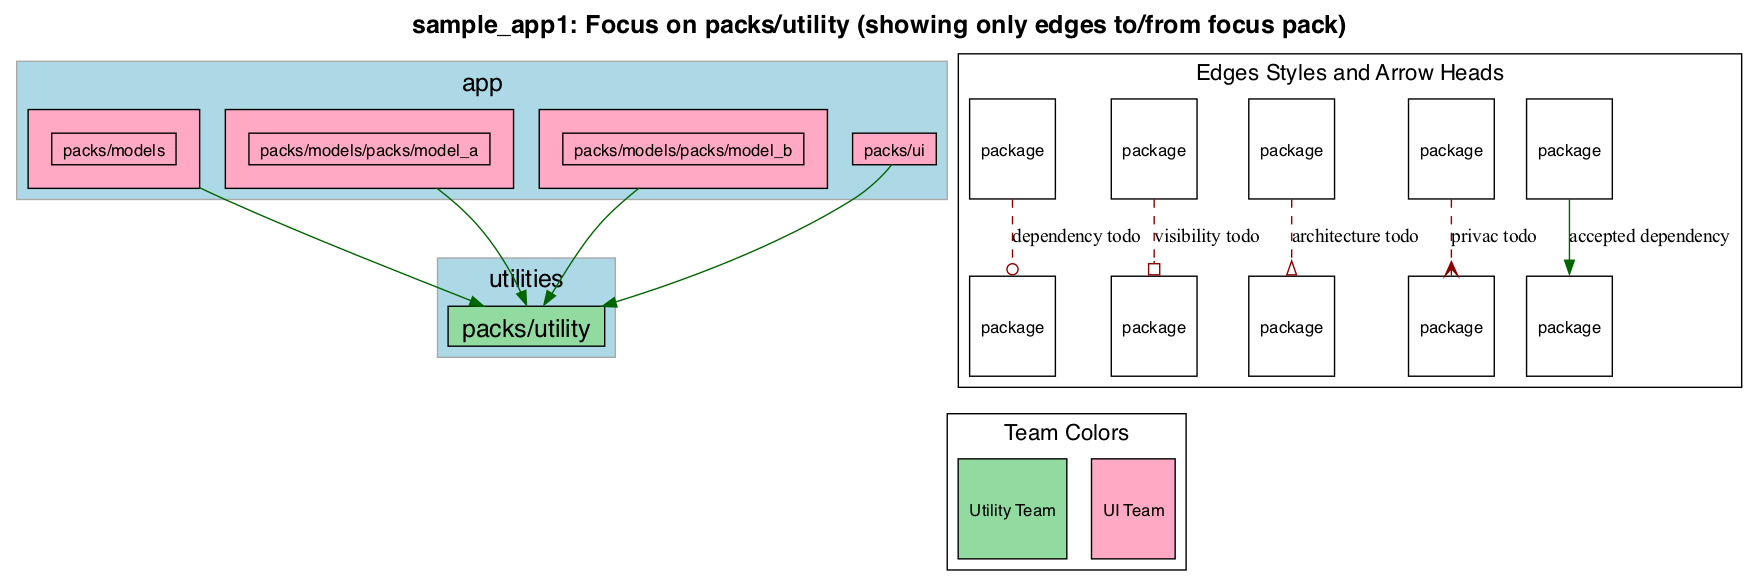 sample_app1: Focus on packs/utility (showing only edges to/from focus pack)
app
packs/models
packs/models/packs/model_a
packs/models/packs/model_b
packs/ui
utilities
packs/utility
Edges Styles and Arrow Heads
package
package
package
package
package
dependency todo
visibility todo
architecture todo
privac todo
accepted dependency
package
package
package
package
package
Team Colors
Utility Team
UI Team